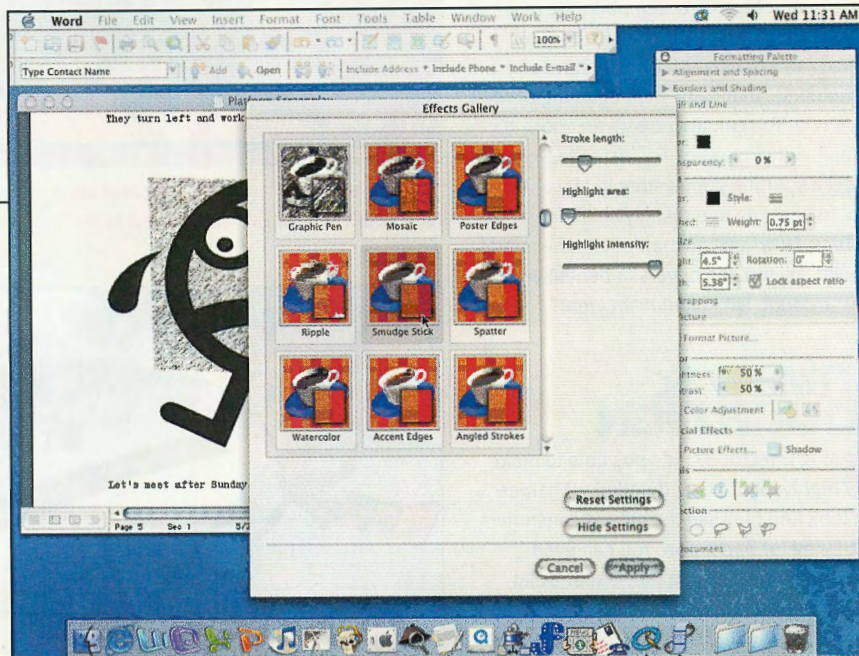 Word File Edit View Insert Format Font Tools Table Window Work Help Wed 11:31 AM
100%
Type Contact Name Add Open Include Address Include Phone Include E-mail
Formatting Palette
Alignment and Spacing
Borders and Shading
and Line
Effects Gallery
They turn left and work
Graphic Pen Mosaic Poster Edges
Ripple Smudge Stick Spatter
Watercolor Accent Edges Angled Strokes
Stroke length:
Highlight area:
Highlight intensity:
Reset Settings
Hide Settings
Cancel Apply
0 %
Style:
Weight: 0.75 pt
4.5" Rotation: 0°
5.36" Lock aspect ratio
Format Picture...
50 %
50 %
Color Adjustment
Effects
Picture Effects... Shadow
Let's meet after Sunday
Page 5 Sec 1